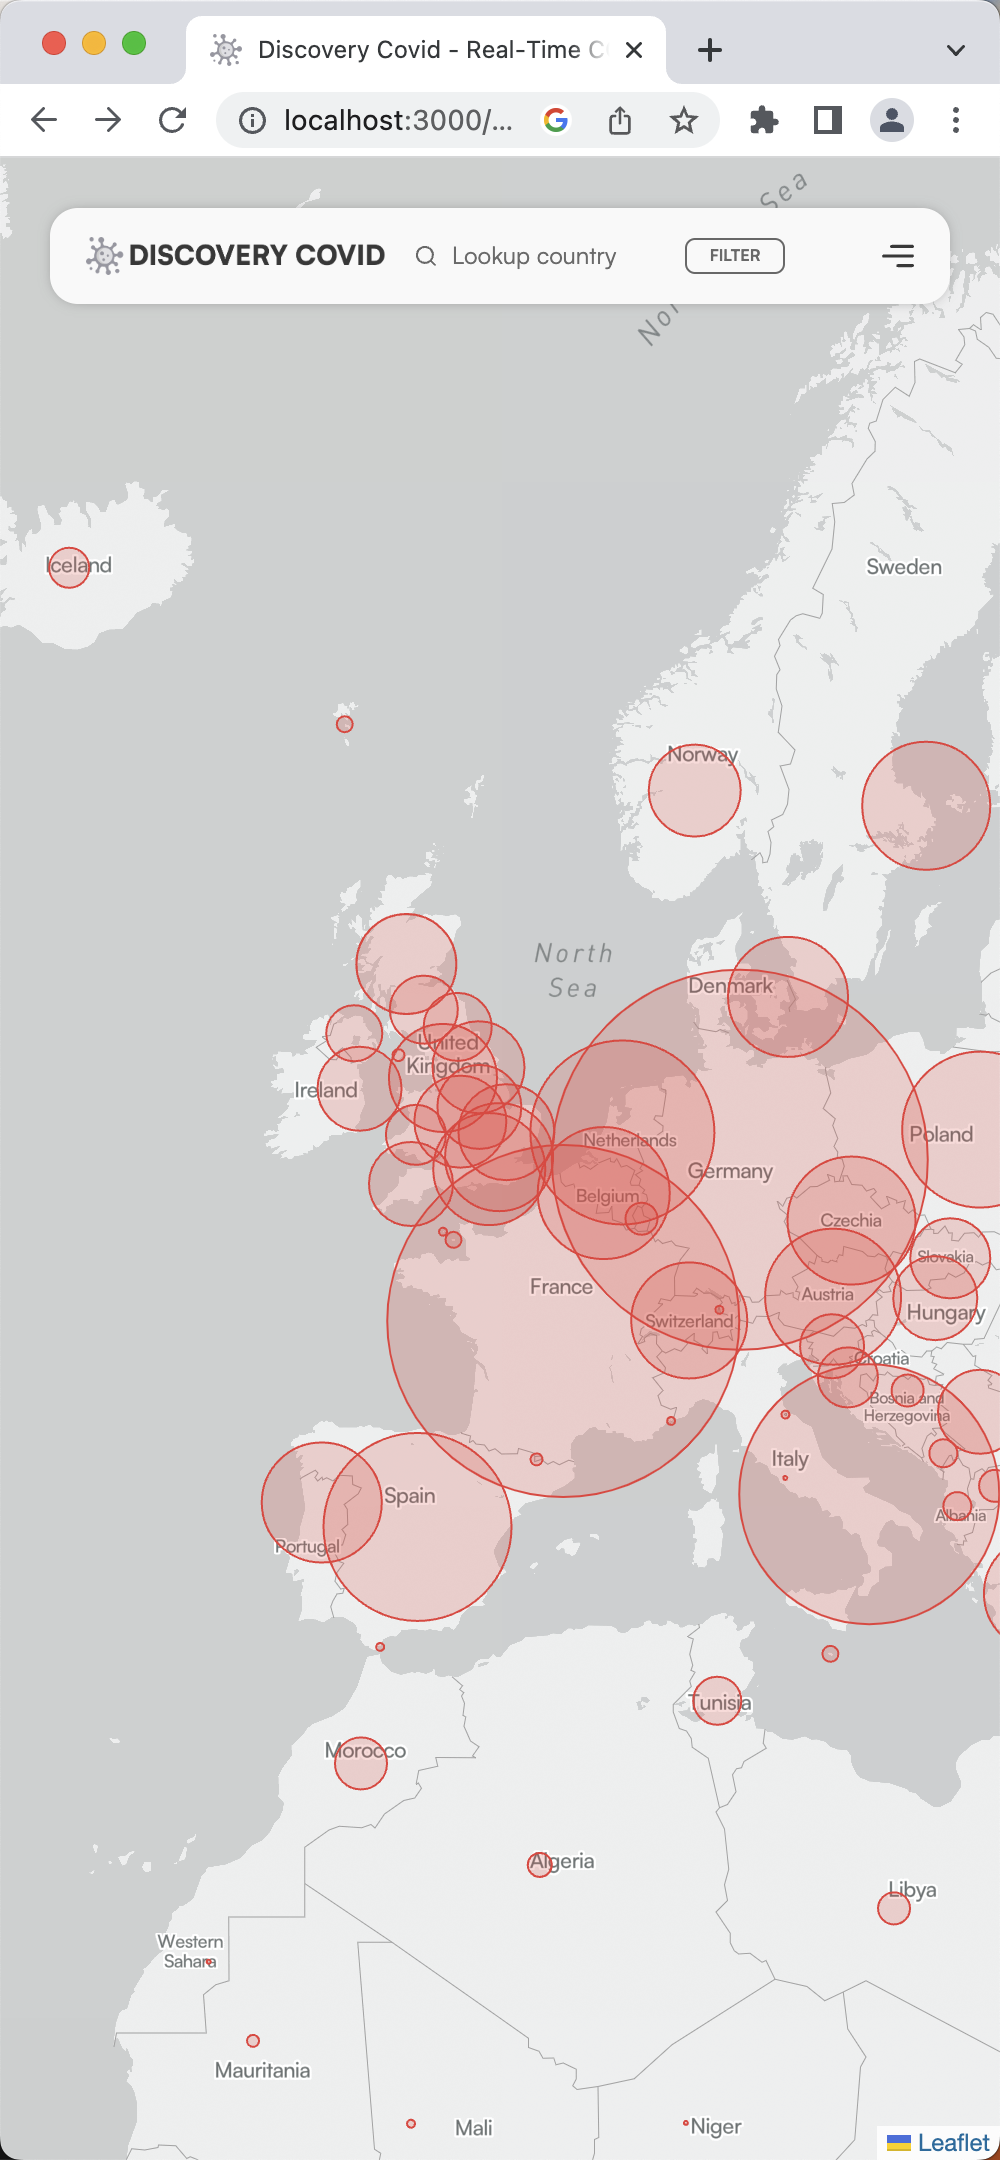 Discovery Covid - Real-Time C
localhost:3000/...
Sea
DISCOVERY COVID
Lookup country
FILTER
Nor
Iceland
Sweden
Norway
North
Sea
Denmark
United
Kingdom
Ireland
Netherlands
Poland
Germany
Belgium
Czechia
Slovakia
France
Austria
Hungary
Switzerland
Croatia
Bosnia and
Herzegovina
Italy
Spain
Albania
Portugal
Tunisia
Morocco
Algeria
Libya
Western
Sahara
Mauritania
Mali
Niger
Leaflet